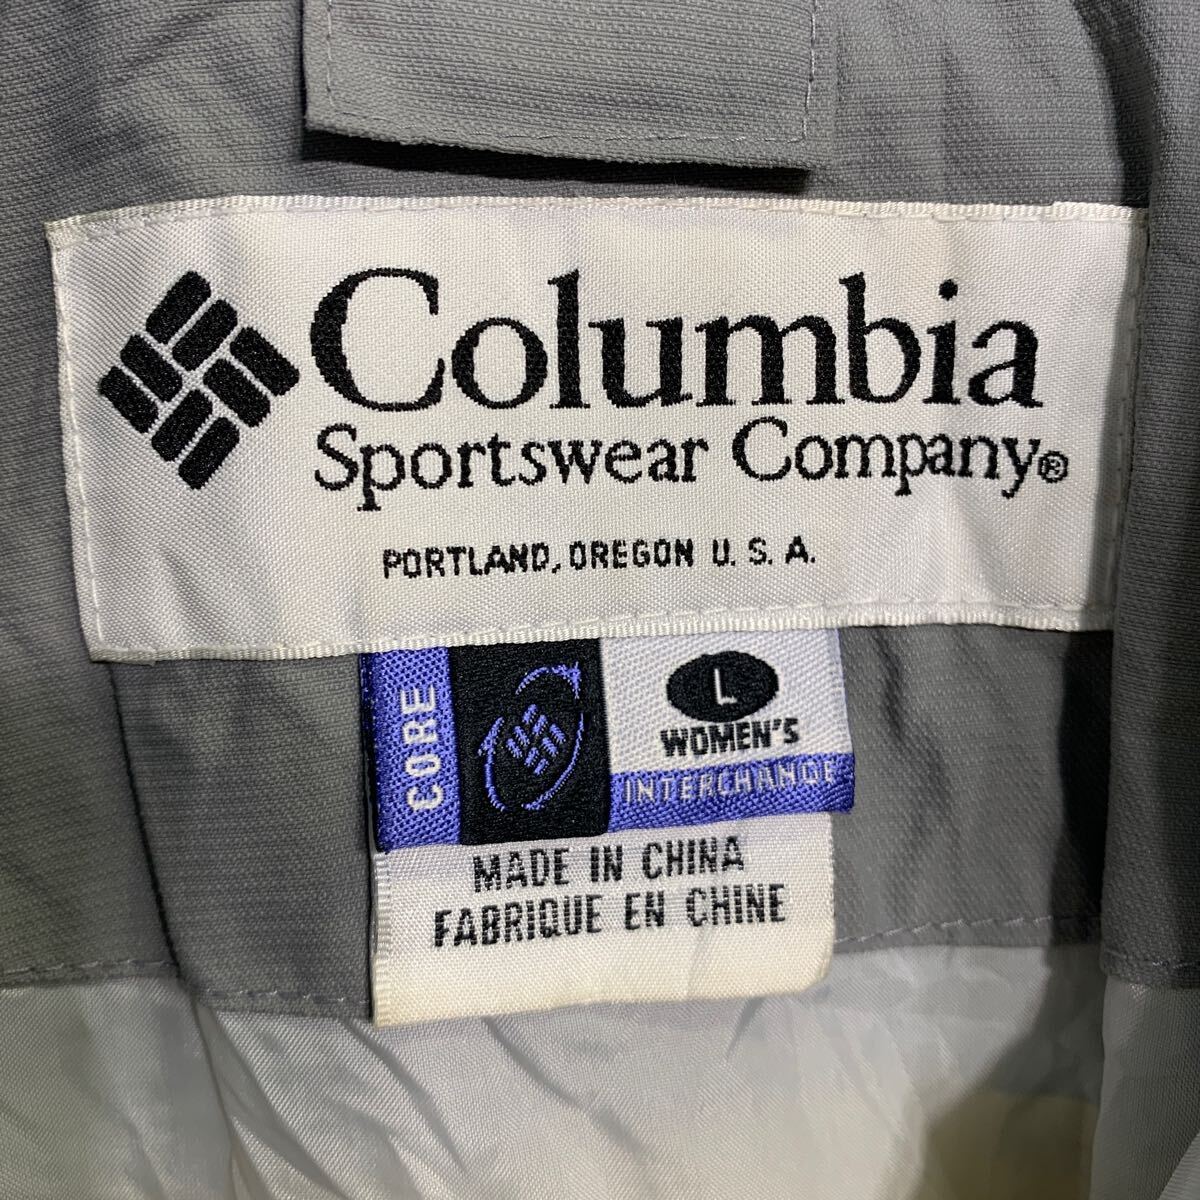 Columbia
Sportswear Company®
PORTLAND, OREGON U.S.A.
CORE
L
WOMEN'S
INTERCHANGE
MADE IN CHINA
FABRIQUE EN CHINE